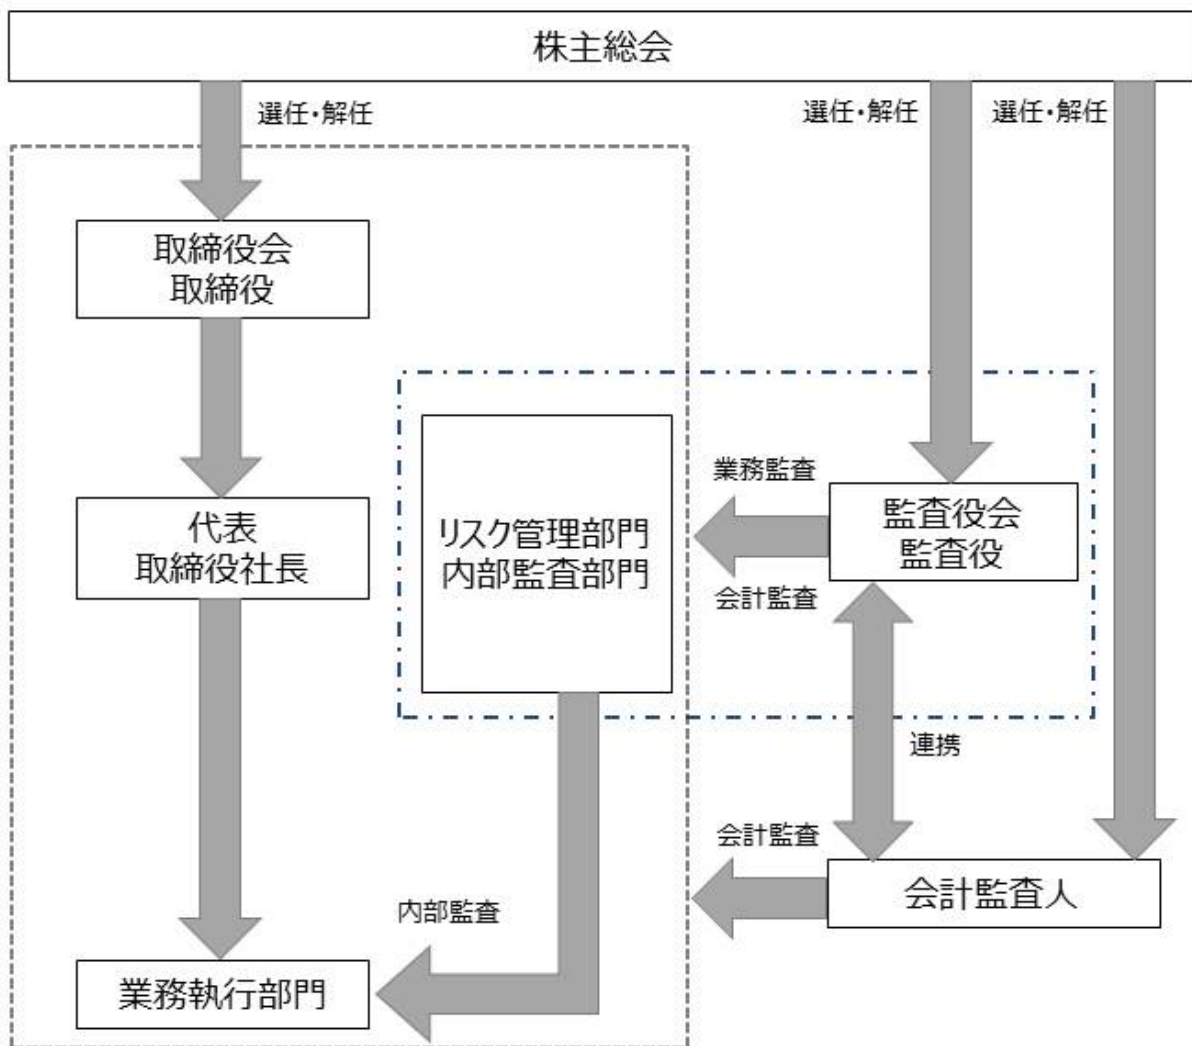 株主総会
選任・解任
選任・解任
選任・解任
取締役会
取締役
代表
取締役社長
リスク管理部門
内部監査部門
業務監査
会計監査
監査役会
監査役
連携
会計監査
会計監査人
内部監査
業務執行部門